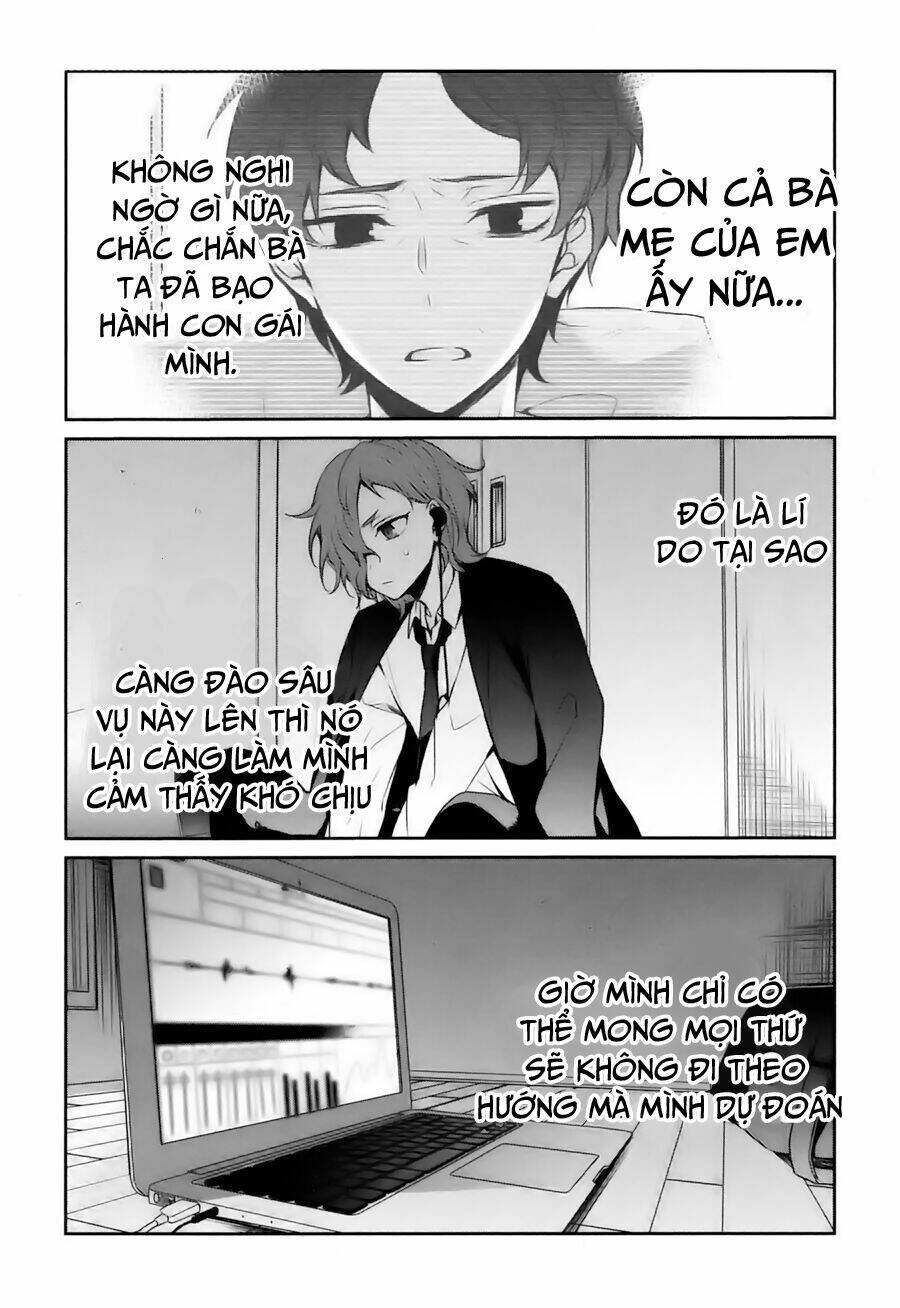 CÒN CẢ BÀ
MẸ CỦA EM
ẤY NỮA...
KHÔNG NGHI
NGỜ GÌ NỮA,
CHẮC CHẮN BÀ
TA ĐÃ BẠO
HÀNH CON GÁI
MÌNH.
ĐÓ LÀ LÍ
DO TẠI SAO
CÀNG ĐÀO SÂU
VỤ NÀY LÊN THÌ NÓ
LẠI CÀNG LÀM MÌNH
CẢM THẤY KHÓ CHỊU
GIỜ MÌNH CHỈ CÓ
THỂ MONG MỌI THỨ
SẼ KHÔNG ĐI THEO
HƯỚNG MÀ MÌNH DỰ ĐOÁN